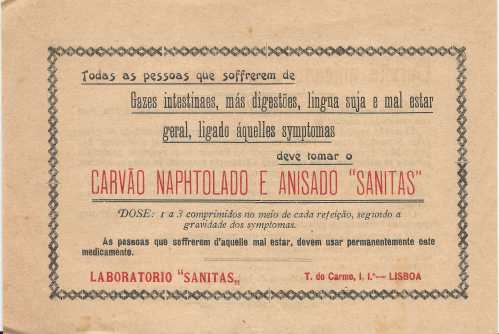 Todas as pessoas que soffrerem de
Gazes intestinaes, más digestões, lingua suja e mal estar
geral, ligado áquelles symptomas
deve tomar o
CARVÃO NAPHTOLADO E ANISADO "SANITAS"
DOSE: 1 a 3 comprimidos no meio de cada refeição, segundo a
gravidade dos symptomas.
As pessoas que soffrerem d'aquelle mal estar, devem usar permanentemente este
medicamento.
LABORATORIO "SANITAS„ T. do Carmo, 1, 1.º — LISBOA